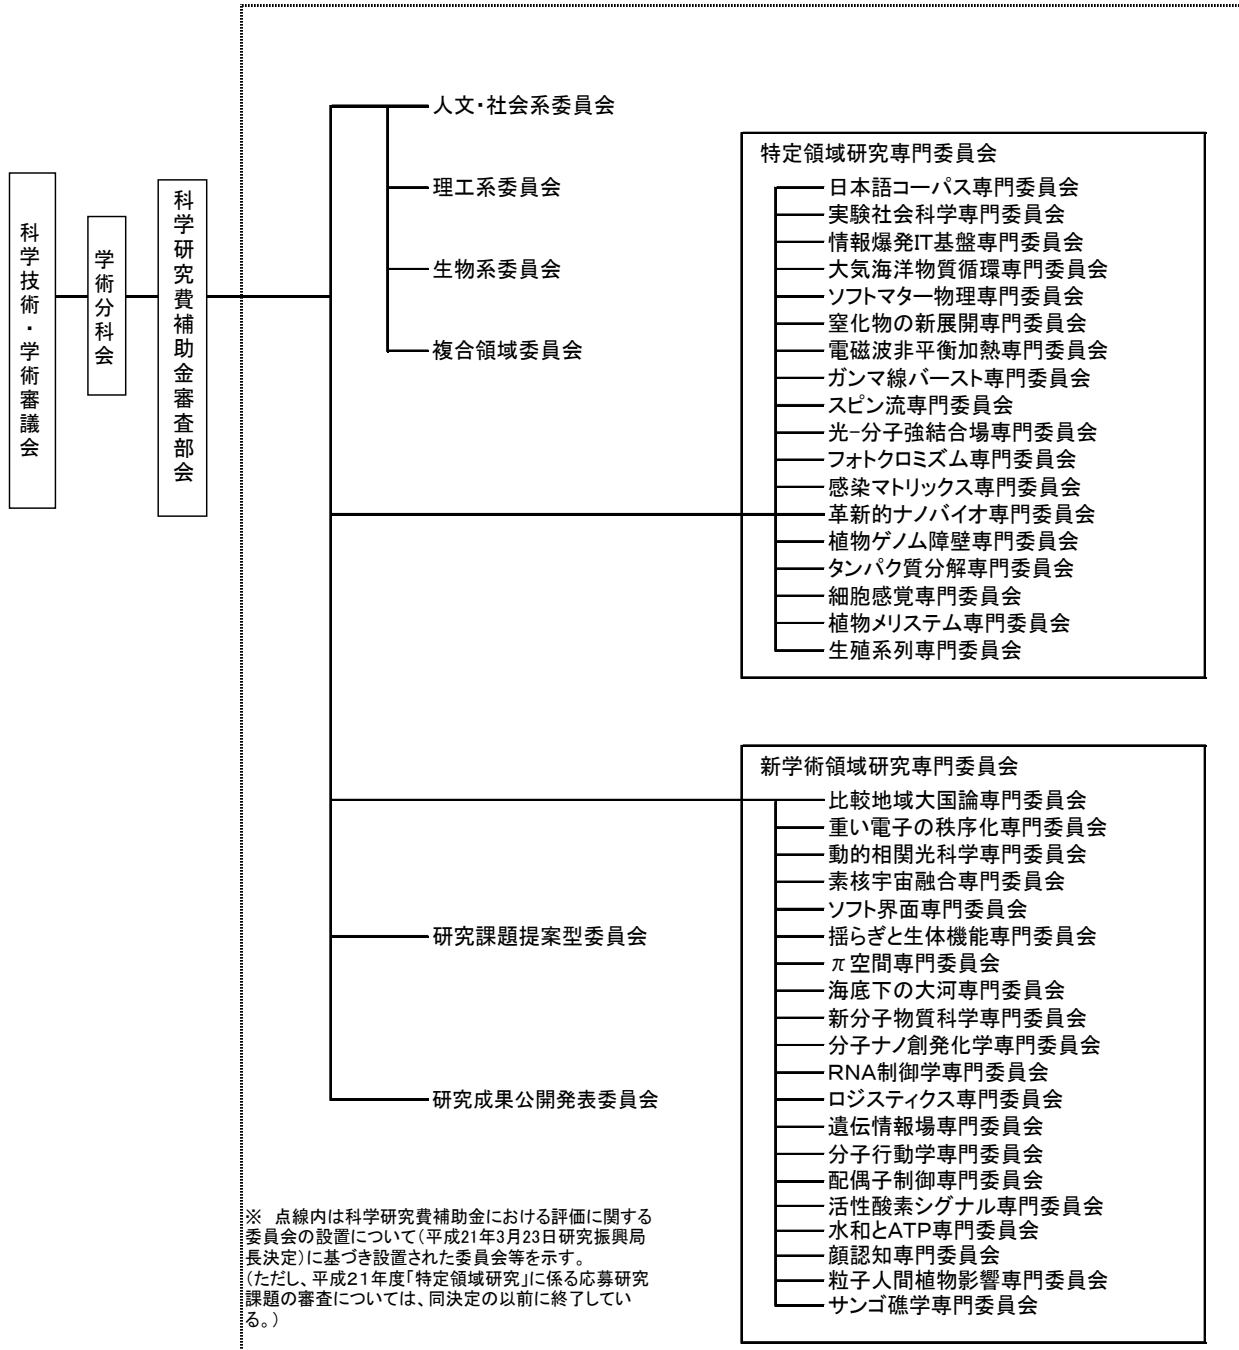 科学技術・学術審議会
学術分科会
科学研究費補助金審査部会
人文・社会系委員会
理工系委員会
生物系委員会
複合領域委員会
特定領域研究専門委員会
日本語コーパス専門委員会
実験社会科学専門委員会
情報爆発IT基盤専門委員会
大気海洋物質循環専門委員会
ソフトマター物理専門委員会
窒化物の新展開専門委員会
電磁波非平衡加熱専門委員会
ガンマ線バースト専門委員会
スピン流専門委員会
光-分子強結合場専門委員会
フォトクロミズム専門委員会
感染マトリックス専門委員会
革新的ナノバイオ専門委員会
植物ゲノム障壁専門委員会
タンパク質分解専門委員会
細胞感覚専門委員会
植物メリステム専門委員会
生殖系列専門委員会
新学術領域研究専門委員会
比較地域大国論専門委員会
重い電子の秩序化専門委員会
動的相関光科学専門委員会
素核宇宙融合専門委員会
ソフト界面専門委員会
揺らぎと生体機能専門委員会
π空間専門委員会
海底下の大河専門委員会
新分子物質科学専門委員会
分子ナノ創発化学専門委員会
RNA制御学専門委員会
ロジスティクス専門委員会
遺伝情報場専門委員会
分子行動学専門委員会
配偶子制御専門委員会
活性酸素シグナル専門委員会
水和とATP専門委員会
顔認知専門委員会
粒子人間植物影響専門委員会
サンゴ礁学専門委員会
研究課題提案型委員会
研究成果公開発表委員会
※ 点線内は科学研究費補助金における評価に関する
委員会の設置について(平成21年3月23日研究振興局
長決定)に基づき設置された委員会等を示す。
(ただし、平成21年度「特定領域研究」に係る応募研究
課題の審査については、同決定の以前に終了してい
る。)